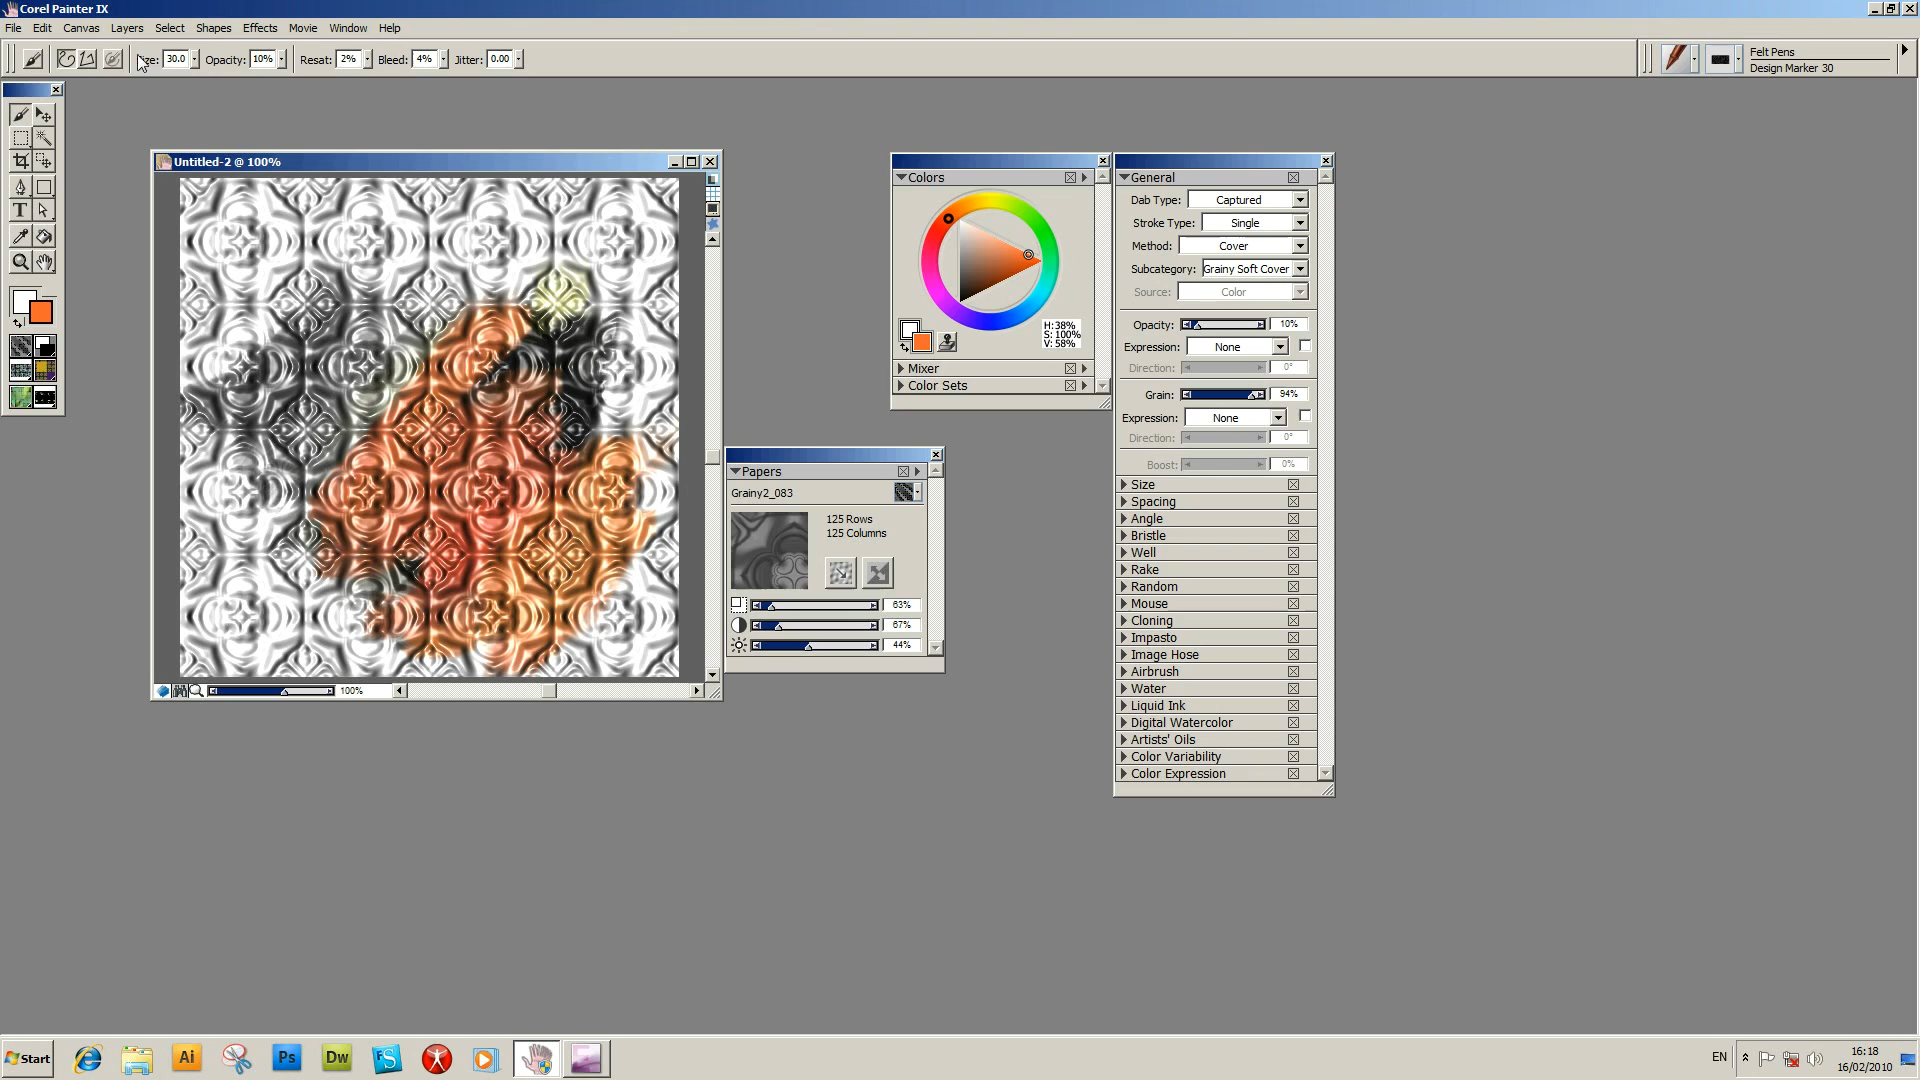 Corel Painter IX
File Edit Canvas Layers Select Shapes Effects Movie Window Help
ze: 30.0 Opacity: 10% Resat: 2% Bleed: 4% Jitter: 0.00
Felt Pens
Design Marker 30
Untitled-2 @ 100%
100%
Colors
H:38%
S: 100%
V: 58%
Mixer
Color Sets
Papers
Grainy2_083
125 Rows
125 Columns
63%
67%
44%
General
Dab Type: Captured
Stroke Type: Single
Method: Cover
Subcategory: Grainy Soft Cover
Source: Color
Opacity: 10%
Expression: None
Direction: 0°
Grain: 94%
Expression: None
Direction: 0°
Boost: 0%
Size
Spacing
Angle
Bristle
Well
Rake
Random
Mouse
Cloning
Impasto
Image Hose
Airbrush
Water
Liquid Ink
Digital Watercolor
Artists' Oils
Color Variability
Color Expression
T
Start
Ai
Ps
Dw
FS
EN
16:18
16/02/2010